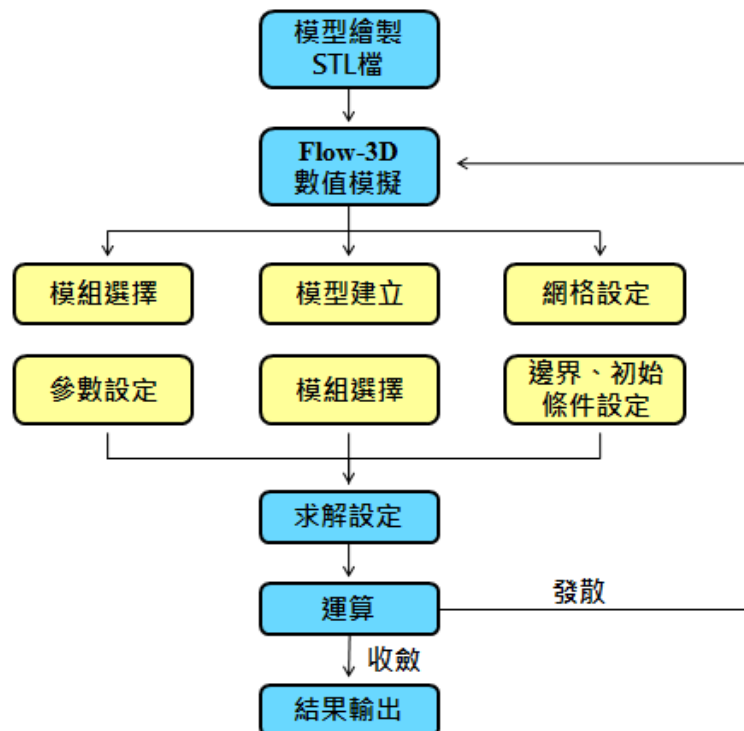 模型繪製
STL檔
Flow-3D
數值模擬
模組選擇
模型建立
網格設定
參數設定
模組選擇
邊界、初始
條件設定
求解設定
運算
發散
收斂
結果輸出